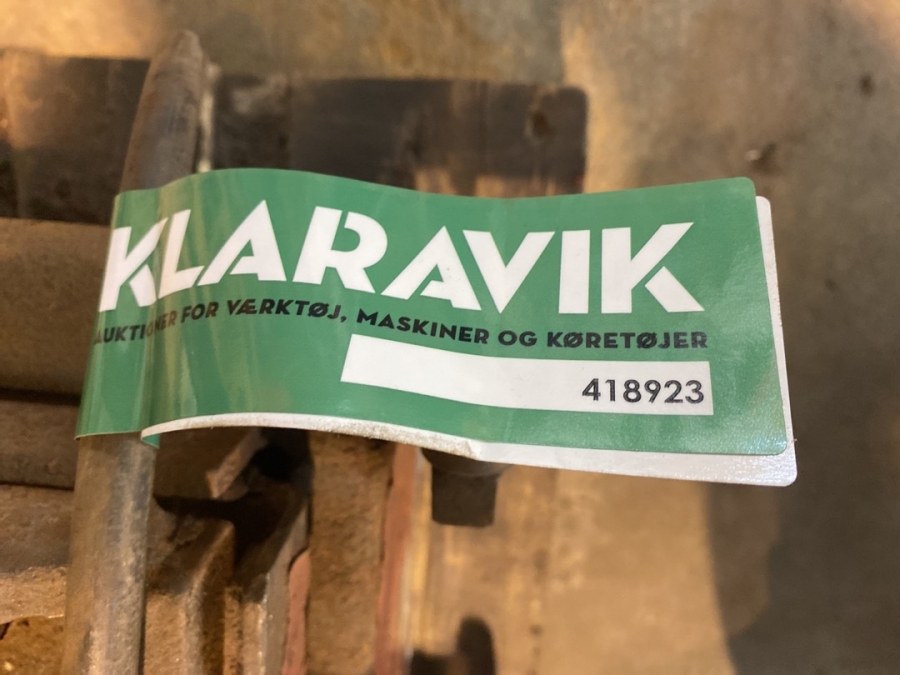 KLARAVIK
AUKTIONER FOR VÆRKTØJ, MASKINER OG KØRETØJER
418923